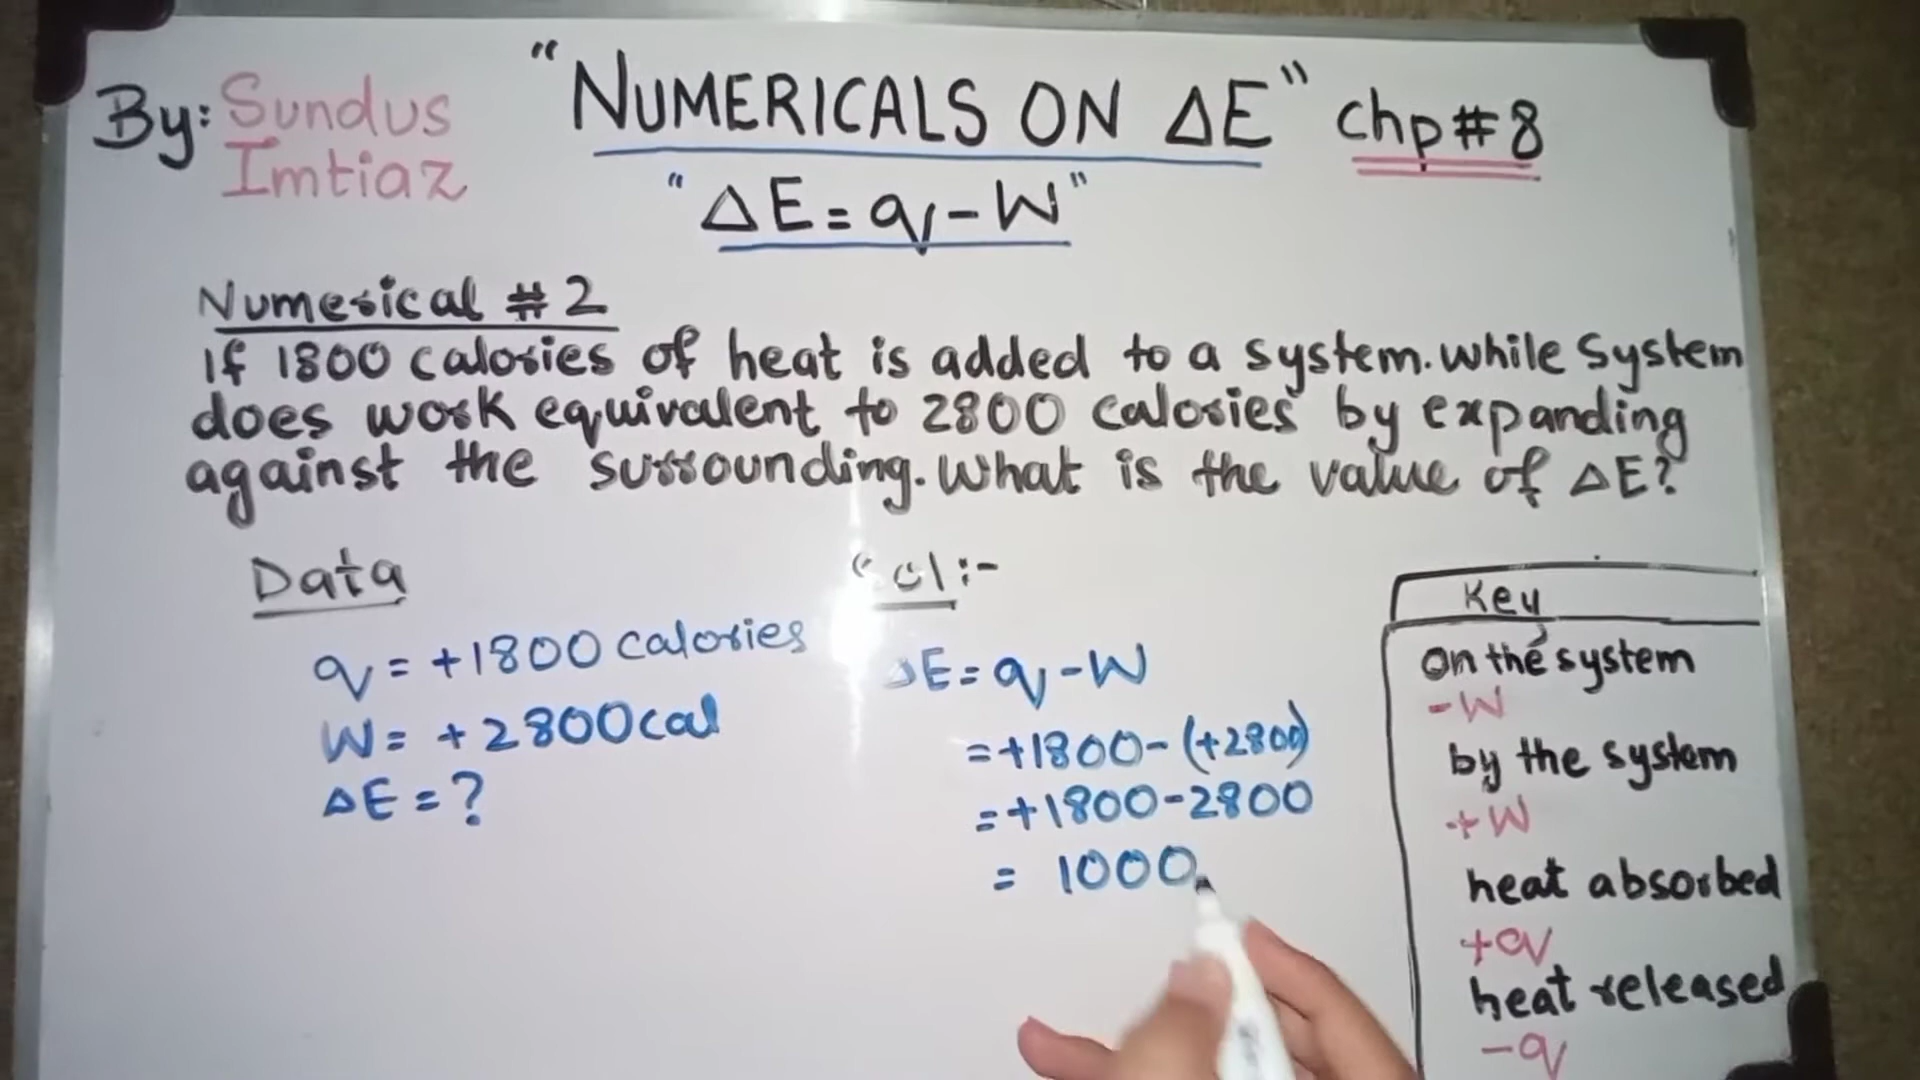 By: Sundus Imtiaz
"NUMERICALS ON ΔE" chp#8
"ΔE=q-W"
Numerical #2
If 1800 calories of heat is added to a system. while system
does work equivalent to 2800 calories by expanding
against the surrounding. What is the value of ΔE?
Data
q = +1800 calories
W = +2800 cal
ΔE = ?
Sol:-
ΔE = q - W
= +1800 - (+2800)
= +1800 - 2800
= 1000
Key
On the system
-W
by the system
+W
heat absorbed
+q
heat released
-q